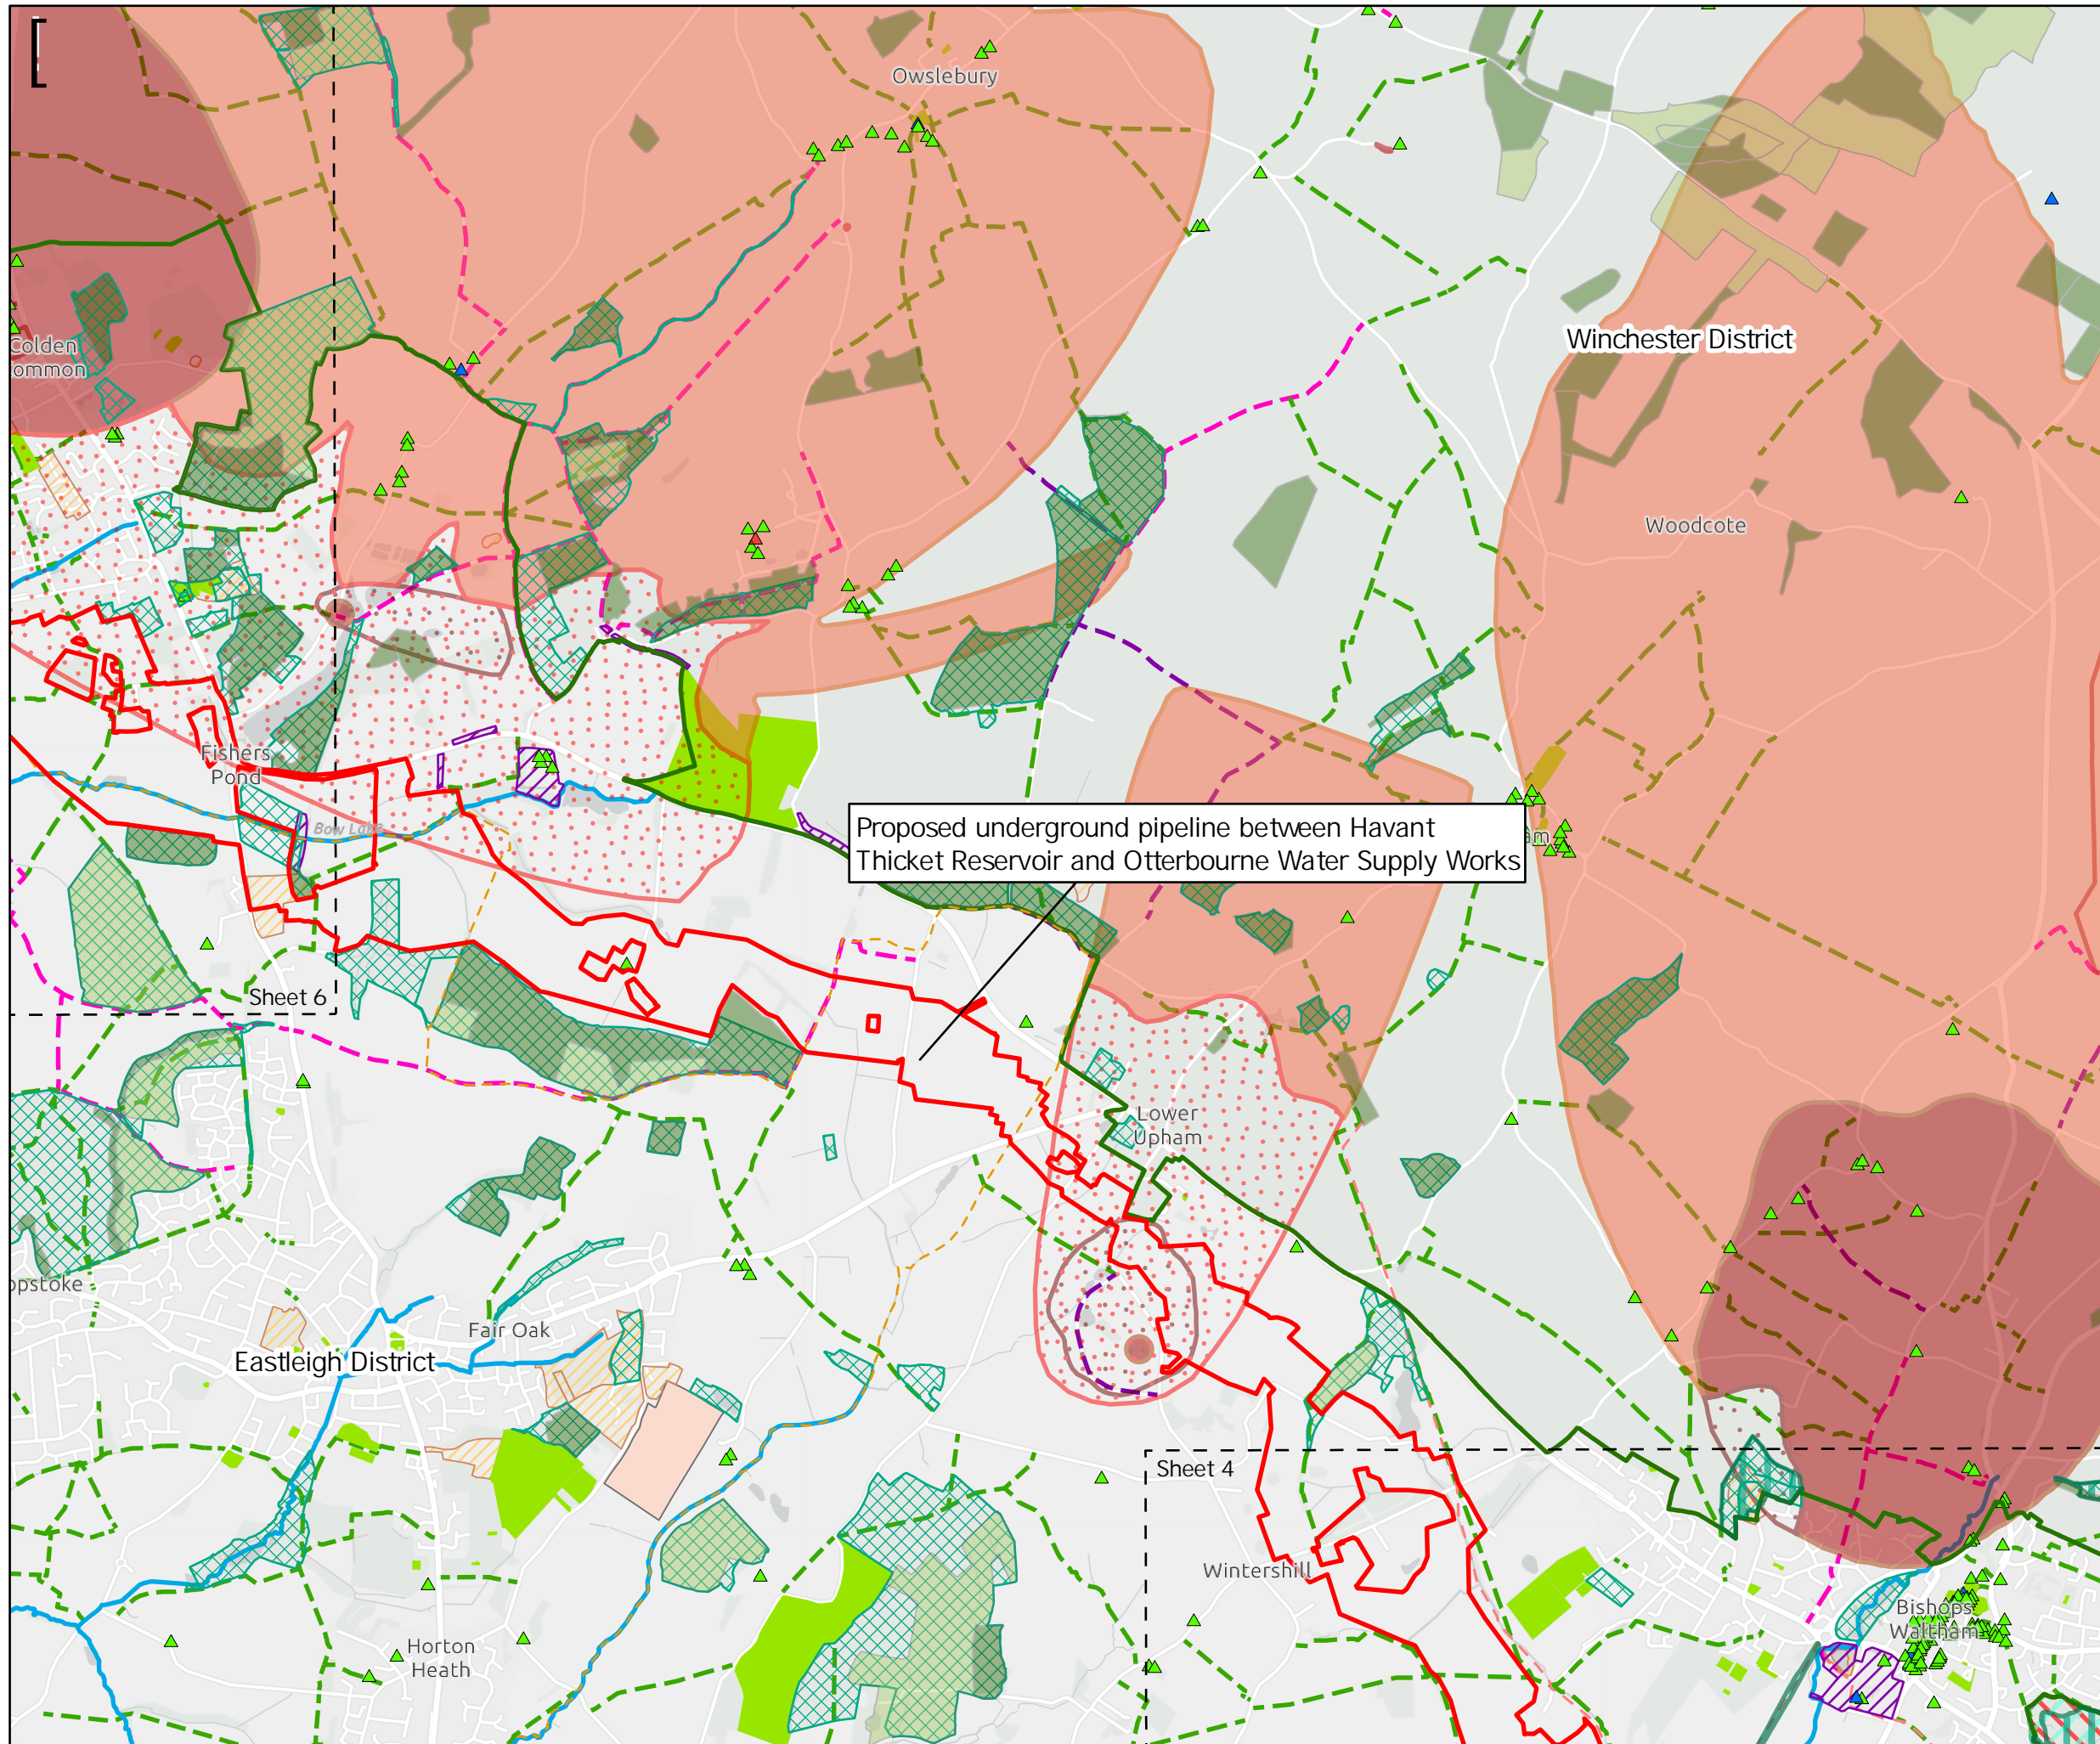 [
Owslebury
Winchester District
Colden
ommon
Woodcote
Fishers
Pond
Bow Lake
Proposed underground pipeline between Havant
Thicket Reservoir and Otterbourne Water Supply Works
am
Sheet 6
Lower
Upham
opstoke
Fair Oak
Eastleigh District
Sheet 4
Wintershill
Bishops
Waltham
Horton
Heath